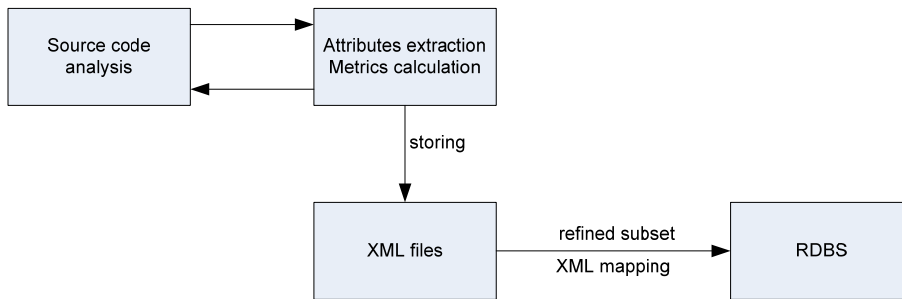 Source code
analysis
Attributes extraction
Metrics calculation
storing
XML files
refined subset
XML mapping
RDBS